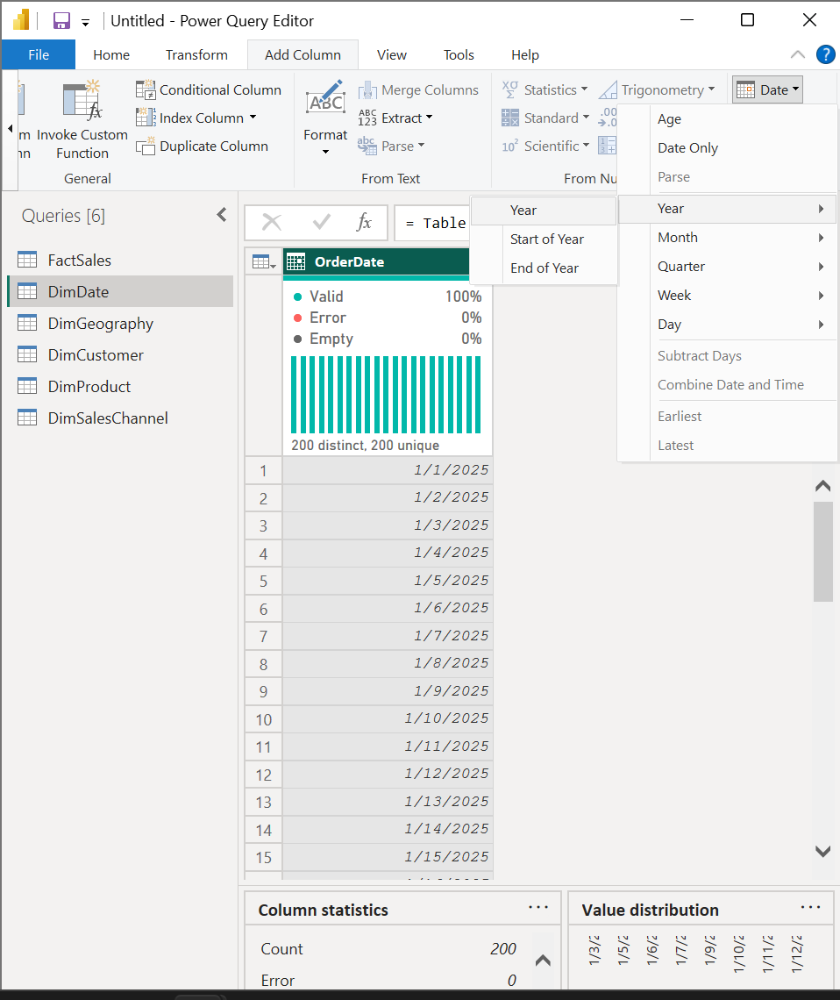 Untitled - Power Query Editor
File Home Transform Add Column View Tools Help ?
Invoke Custom Function
Conditional Column
Index Column
Duplicate Column
General
ABC
Format
Merge Columns
ABC 123 Extract
abc Parse
From Text
Xσ Σ Statistics
Standard
10² Scientific
Trigonometry
.00
→.0
From Nu
Date
Age
Date Only
Parse
Year
Month
Quarter
Week
Day
Subtract Days
Combine Date and Time
Earliest
Latest
Year
Start of Year
End of Year
Queries [6]
FactSales
DimDate
DimGeography
DimCustomer
DimProduct
DimSalesChannel
fx = Table
OrderDate
Valid 100%
Error 0%
Empty 0%
200 distinct, 200 unique
1 1/1/2025
2 1/2/2025
3 1/3/2025
4 1/4/2025
5 1/5/2025
6 1/6/2025
7 1/7/2025
8 1/8/2025
9 1/9/2025
10 1/10/2025
11 1/11/2025
12 1/12/2025
13 1/13/2025
14 1/14/2025
15 1/15/2025
Column statistics ...
Count 200
Error 0
Value distribution ...
1/3/2
1/5/2
1/6/2
1/7/2
1/9/2
1/10/2
1/11/2
1/12/2